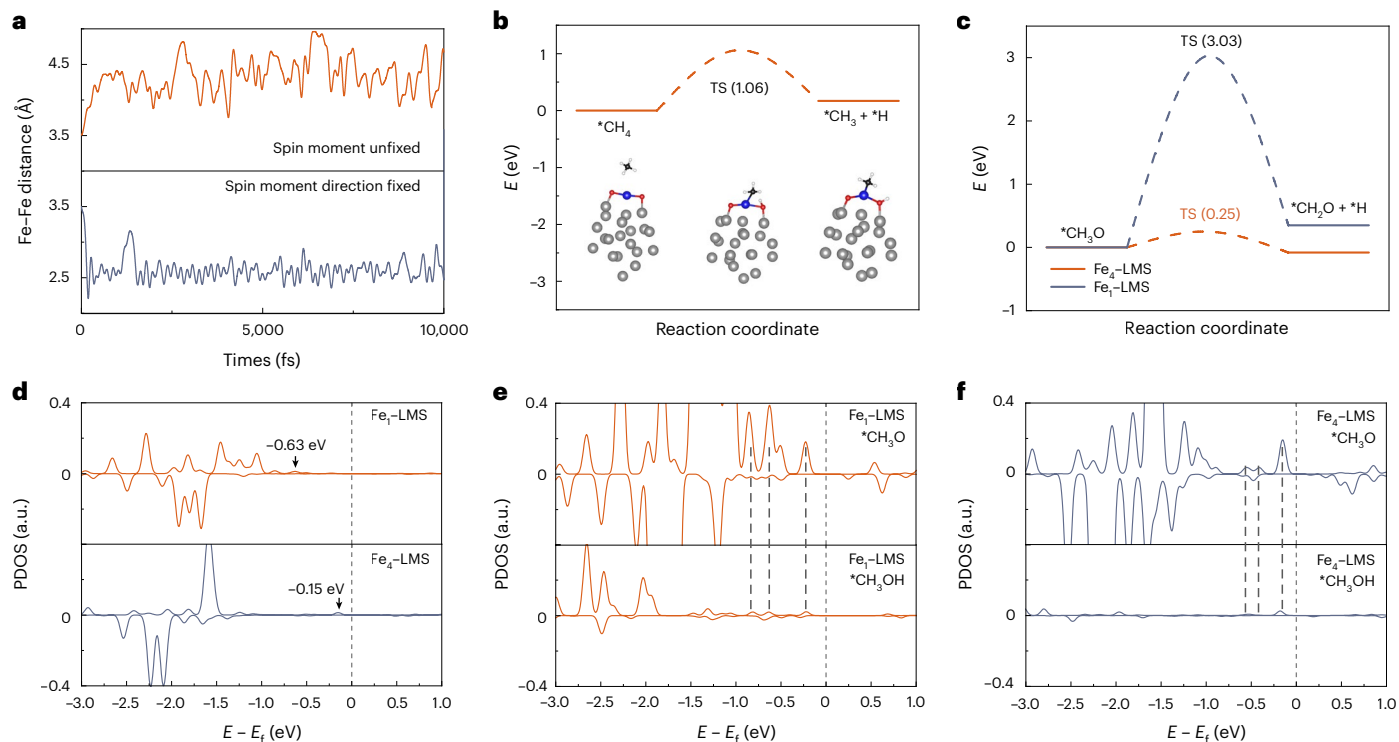 a
Fe–Fe distance (Å)
4.5
3.5
Spin moment unfixed
Spin moment direction fixed
3.5
2.5
0
5,000
10,000
Times (fs)
b
E (eV)
1
0
–1
–2
–3
TS (1.06)
*CH4
*CH3 + *H
Reaction coordinate
c
E (eV)
3
2
1
0
–1
TS (3.03)
*CH2O + *H
TS (0.25)
*CH3O
Fe4–LMS
Fe1–LMS
Reaction coordinate
d
PDOS (a.u.)
0.4
0
Fe1–LMS
–0.63 eV
PDOS (a.u.)
0
–0.4
Fe4–LMS
–0.15 eV
–3.0
–2.5
–2.0
–1.5
–1.0
–0.5
0
0.5
1.0
E – Ef (eV)
e
PDOS (a.u.)
0.4
0
Fe1–LMS
*CH3O
PDOS (a.u.)
0
–0.4
Fe1–LMS
*CH3OH
–3.0
–2.5
–2.0
–1.5
–1.0
–0.5
0
0.5
1.0
E – Ef (eV)
f
PDOS (a.u.)
0.4
0
Fe4–LMS
*CH3O
PDOS (a.u.)
0
–0.4
Fe4–LMS
*CH3OH
–3.0
–2.5
–2.0
–1.5
–1.0
–0.5
0
0.5
1.0
E – Ef (eV)